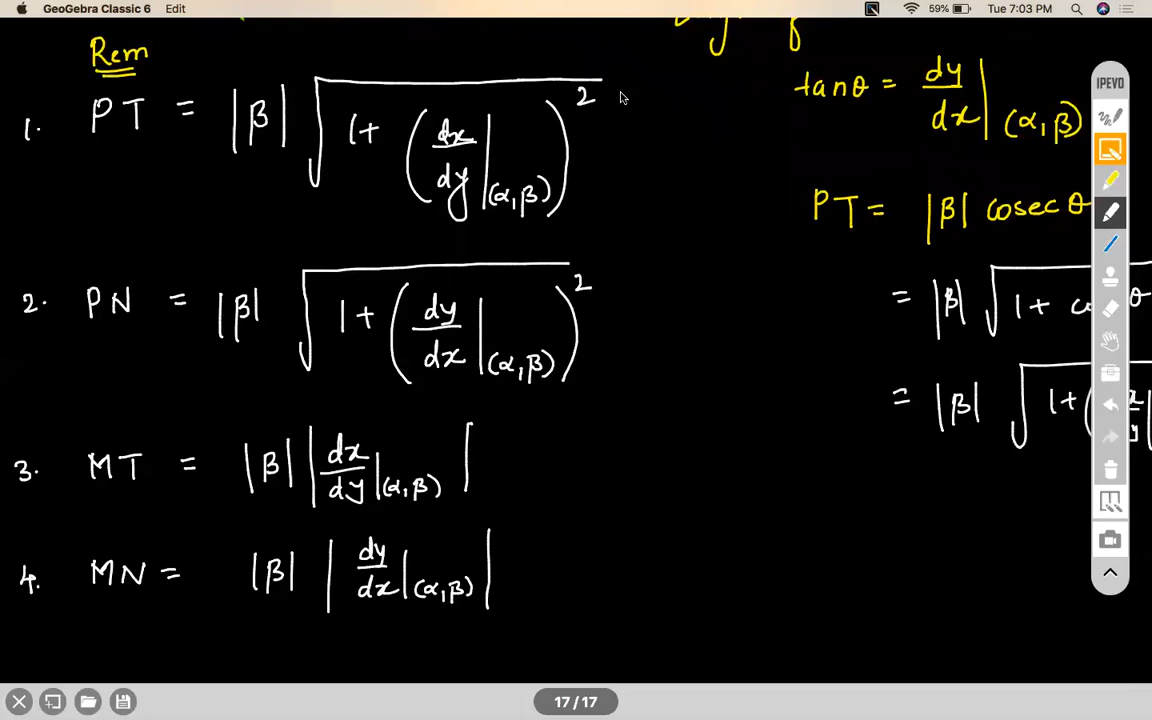 GeoGebra Classic 6 Edit 59% Tue 7:03 PM
Rem
1. PT = |β| √(1+ (dx/dy|(α,β))²)
2. PN = |β| √(1+ (dy/dx|(α,β))²)
3. MT = |β| |dx/dy|(α,β)|
4. MN = |β| |dy/dx|(α,β)|
tanθ = dy/dx|(α,β)
PT = |β| cosec θ
= |β| √1+
= |β| √1+
IPEVO
17/17